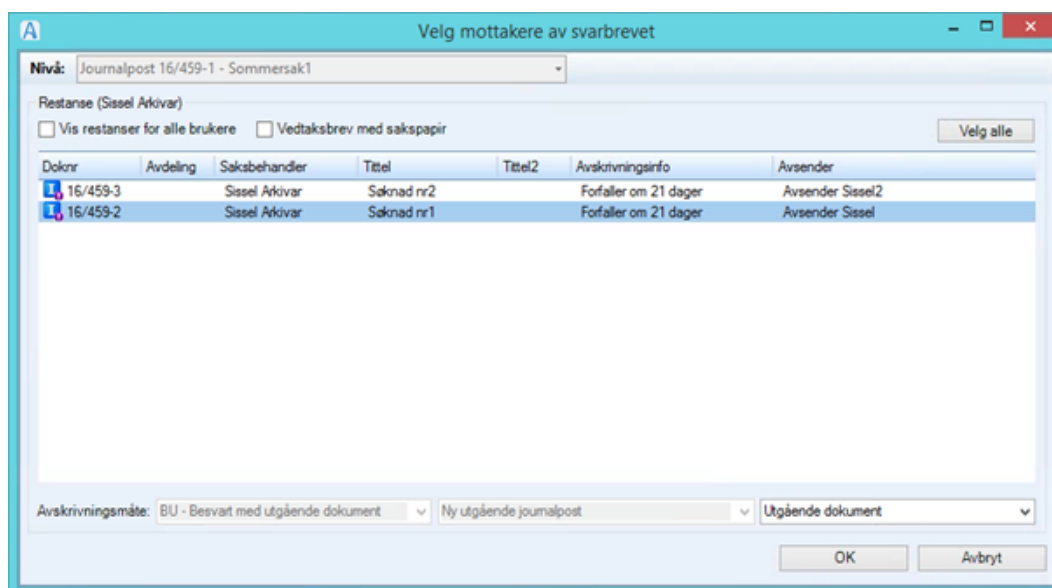 A Velg mottakere av svarbrevet
Nivå: Journalpost 16/459-1 - Sommersak1
Restanse (Sissel Arkivar)
Vis restanser for alle brukere Vedtaksbrev med sakspapir Velg alle
Doknr Avdeling Saksbehandler Tittel Tittel2 Avskrivningsinfo Avsender
I 16/459-3 Sissel Arkivar Søknad nr2 Forfaller om 21 dager Avsender Sissel2
I 16/459-2 Sissel Arkivar Søknad nr1 Forfaller om 21 dager Avsender Sissel
Avskrivningsmåte: BU - Besvart med utgående dokument Ny utgående journalpost Utgående dokument
OK Avbryt